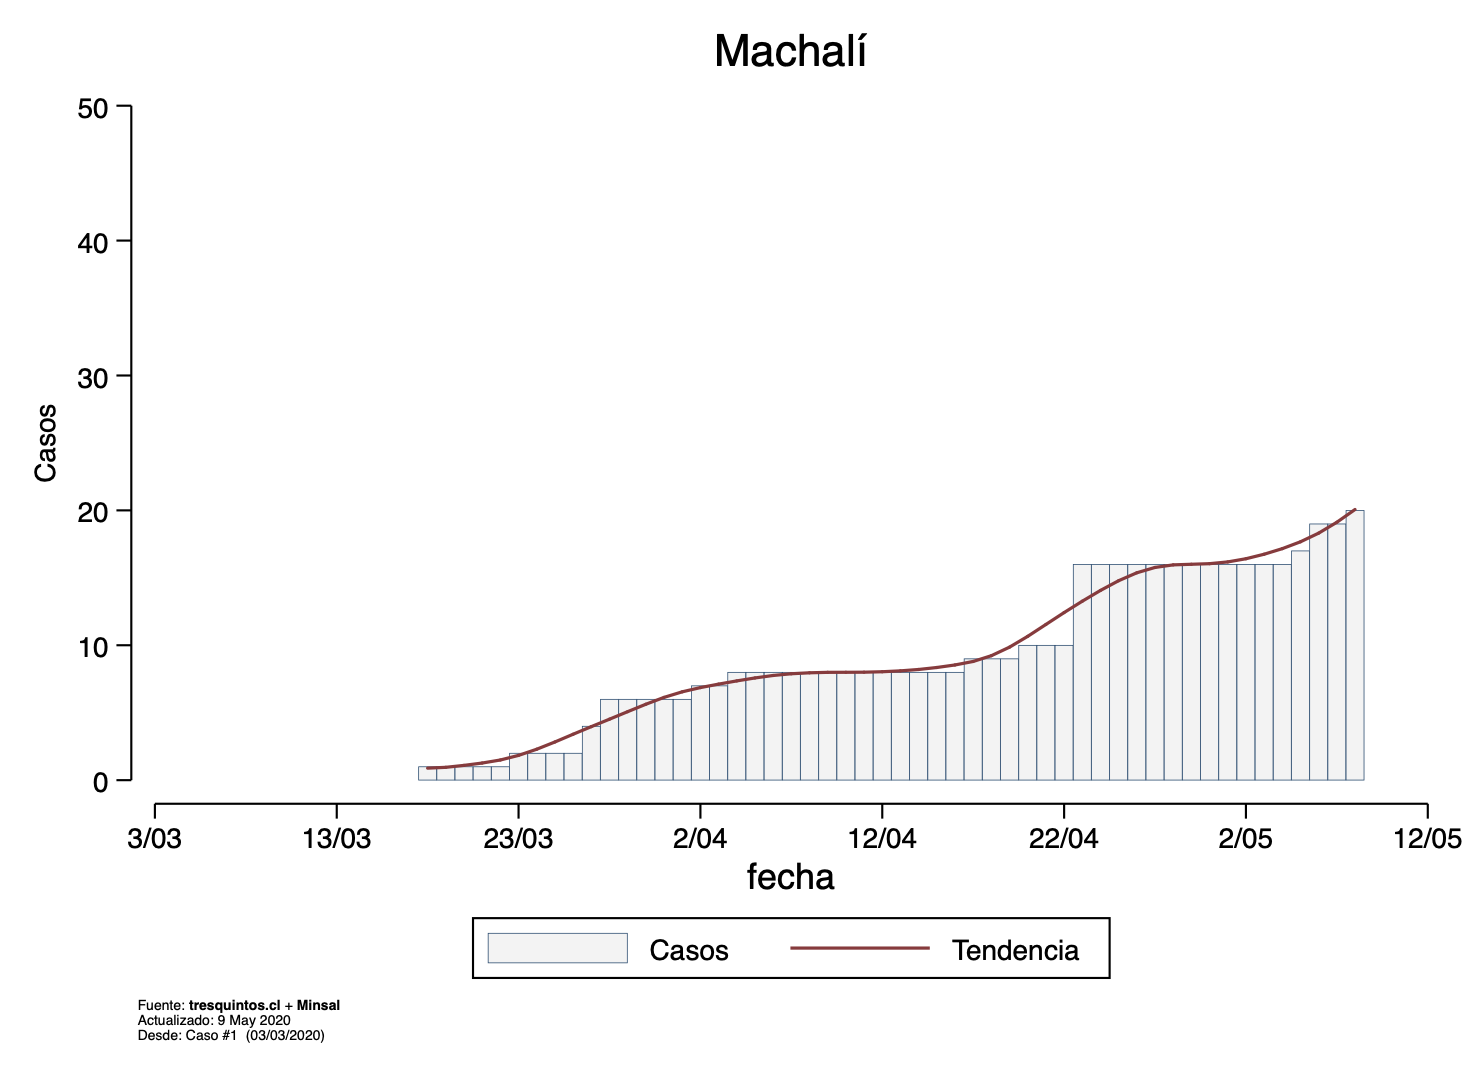 Machalí
50
40
30
20
10
0
Casos
3/03 13/03 23/03 2/04 12/04 22/04 2/05 12/05
fecha
Casos Tendencia
Fuente: tresquintos.cl + Minsal
Actualizado: 9 May 2020
Desde: Caso #1 (03/03/2020)